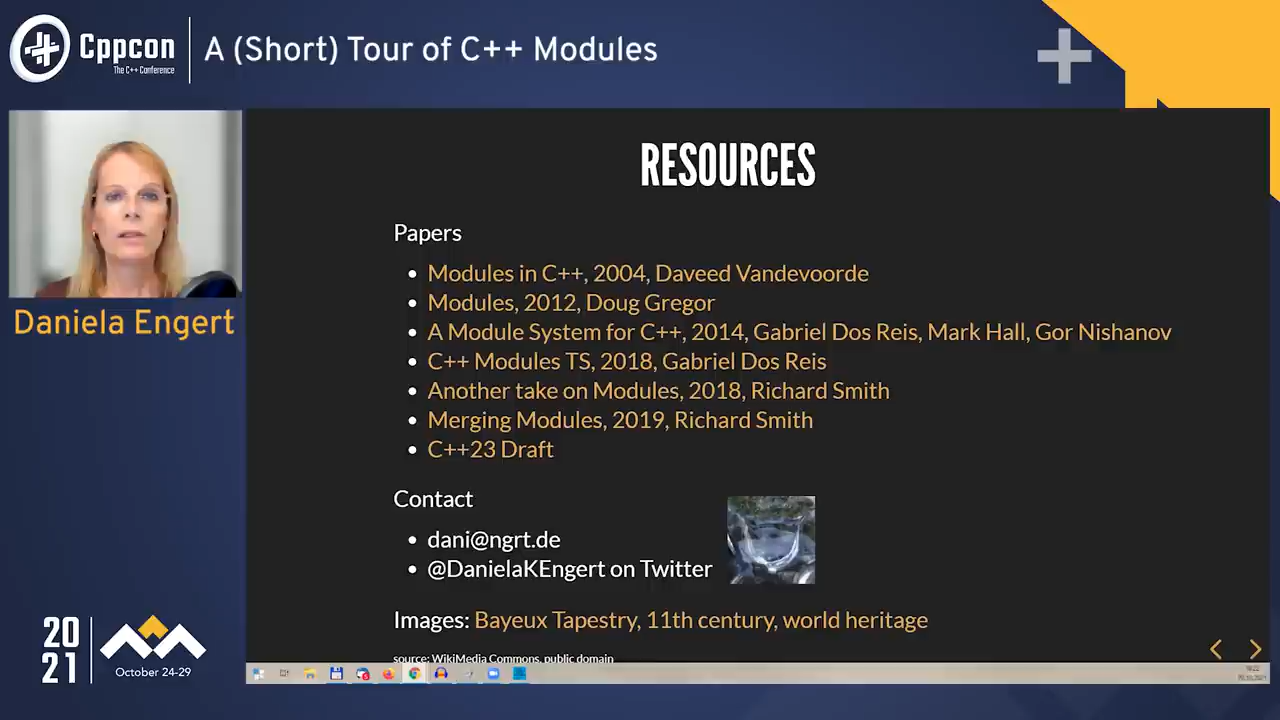 Cppcon
The C++ Conference
A (Short) Tour of C++ Modules
Daniela Engert
RESOURCES
Papers
• Modules in C++, 2004, Daveed Vandevoorde
• Modules, 2012, Doug Gregor
• A Module System for C++, 2014, Gabriel Dos Reis, Mark Hall, Gor Nishanov
• C++ Modules TS, 2018, Gabriel Dos Reis
• Another take on Modules, 2018, Richard Smith
• Merging Modules, 2019, Richard Smith
• C++23 Draft
Contact
• dani@ngrt.de
• @DanielaKEngert on Twitter
Images: Bayeux Tapestry, 11th century, world heritage
source: WikiMedia Commons, public domain
20
21
October 24-29